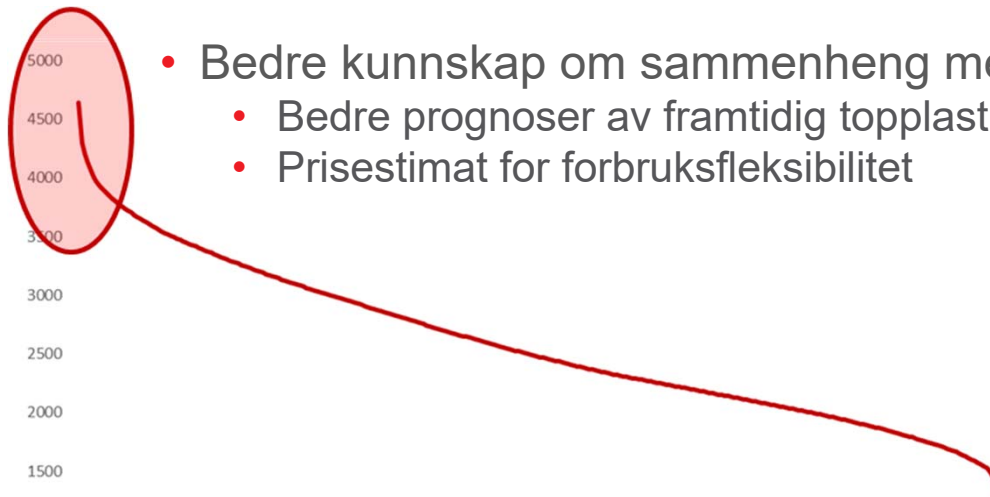 • Bedre kunnskap om sammenheng
• Bedre prognoser av framtidig topplast
• Prisestimat for forbruksfleksibilitet
5000
4500
4000
3500
3000
2500
2000
1500